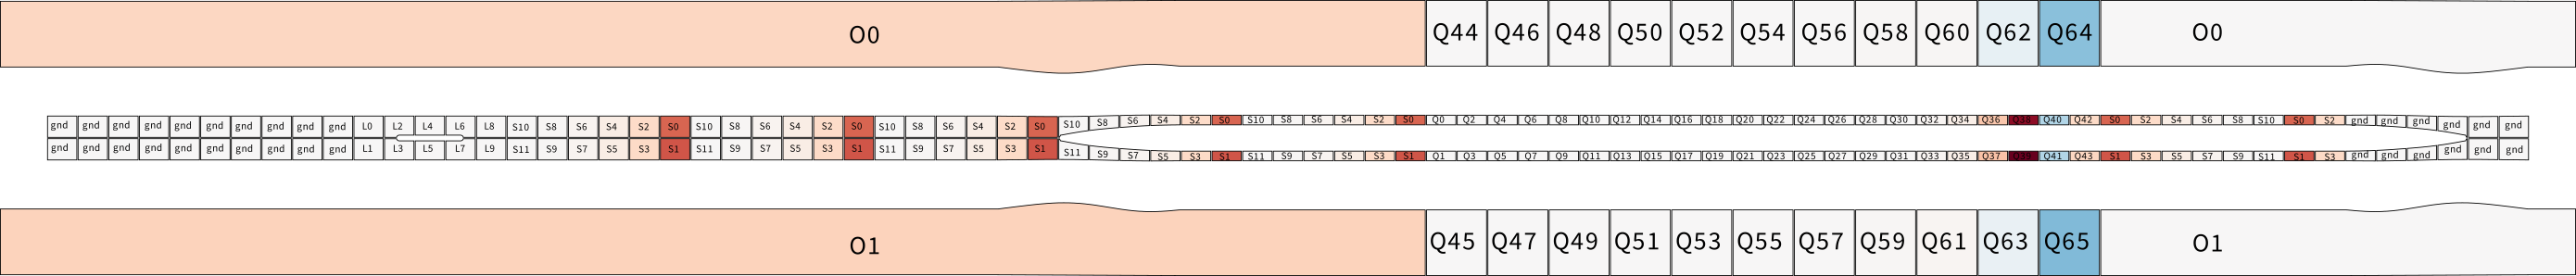 O0 Q44 Q46 Q48 Q50 Q52 Q54 Q56 Q58 Q60 Q62 Q64 O0
gnd gnd gnd gnd gnd gnd gnd gnd gnd gnd L0 L2 L4 L6 L8 S10 S8 S6 S4 S2 S0 S10 S8 S6 S4 S2 S0 S10 S8 S6 S4 S2 S0 S10 S8 S6 S4 S2 S0 S10 S8 S6 S4 S2 S0 Q0 Q2 Q4 Q6 Q8 Q10 Q12 Q14 Q16 Q18 Q20 Q22 Q24 Q26 Q28 Q30 Q32 Q34 Q36 Q38 Q40 Q42 S0 S2 S4 S6 S8 S10 S0 S2 gnd gnd gnd gnd gnd gnd
gnd gnd gnd gnd gnd gnd gnd gnd gnd gnd L1 L3 L5 L7 L9 S11 S9 S7 S5 S3 S1 S11 S9 S7 S5 S3 S1 S11 S9 S7 S5 S3 S1 S11 S9 S7 S5 S3 S1 S11 S9 S7 S5 S3 S1 Q1 Q3 Q5 Q7 Q9 Q11 Q13 Q15 Q17 Q19 Q21 Q23 Q25 Q27 Q29 Q31 Q33 Q35 Q37 Q39 Q41 Q43 S1 S3 S5 S7 S9 S11 S1 S3 gnd gnd gnd gnd gnd gnd
O1 Q45 Q47 Q49 Q51 Q53 Q55 Q57 Q59 Q61 Q63 Q65 O1